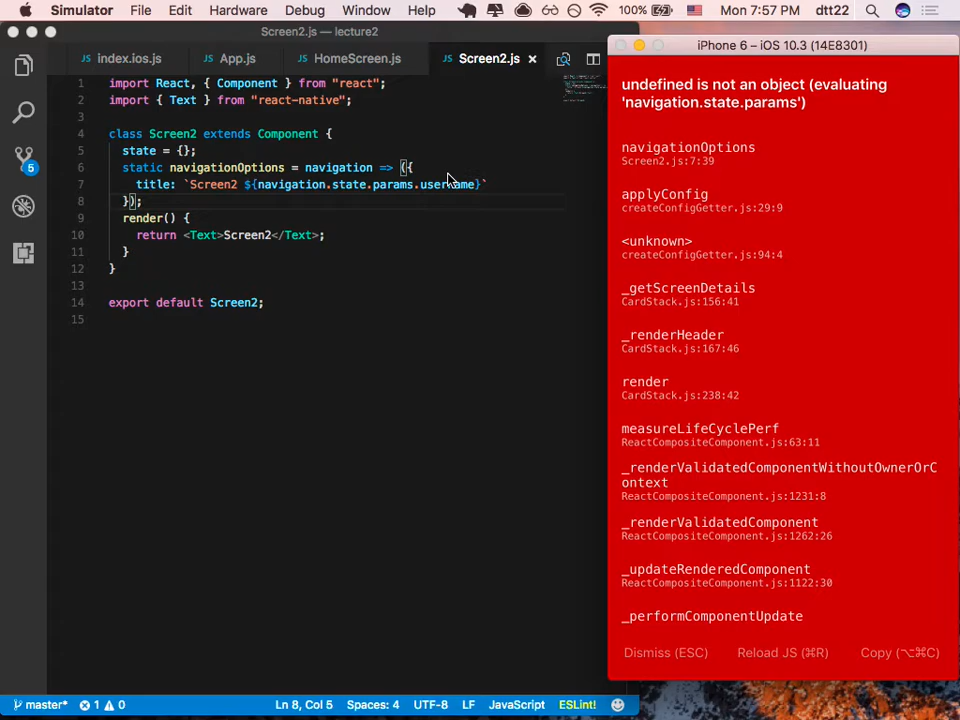 Simulator File Edit Hardware Debug Window Help 100% Mon 7:57 PM dtt22
Screen2.js — lecture2
JS index.ios.js JS App.js JS HomeScreen.js JS Screen2.js ×
1 import React, { Component } from "react";
2 import { Text } from "react-native";
3
4 class Screen2 extends Component {
5 state = {};
6 static navigationOptions = navigation => ({
7 title: `Screen2 ${navigation.state.params.username}`
8 });
9 render() {
10 return <Text>Screen2</Text>;
11 }
12 }
13
14 export default Screen2;
15
5
master* 1 0 Ln 8, Col 5 Spaces: 4 UTF-8 LF JavaScript ESLint!
iPhone 6 – iOS 10.3 (14E8301)
undefined is not an object (evaluating
'navigation.state.params')
navigationOptions
Screen2.js:7:39
applyConfig
createConfigGetter.js:29:9
<unknown>
createConfigGetter.js:94:4
_getScreenDetails
CardStack.js:156:41
_renderHeader
CardStack.js:167:46
render
CardStack.js:238:42
measureLifeCyclePerf
ReactCompositeComponent.js:63:11
_renderValidatedComponentWithoutOwnerOrC
ontext
ReactCompositeComponent.js:1231:8
_renderValidatedComponent
ReactCompositeComponent.js:1262:26
_updateRenderedComponent
ReactCompositeComponent.js:1122:30
_performComponentUpdate
Dismiss (ESC) Reload JS (⌘R) Copy (⌥⌘C)